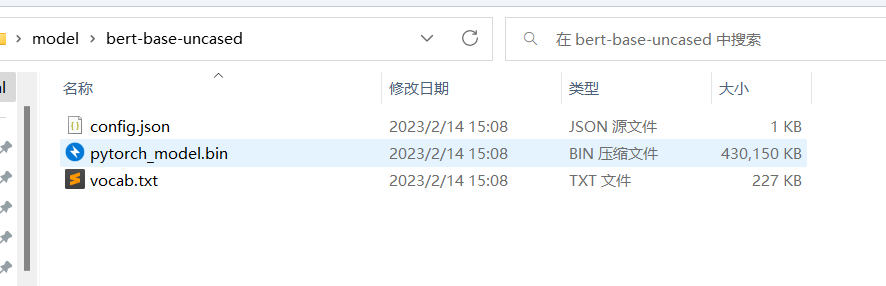 model > bert-base-uncased
在 bert-base-uncased 中搜索
名称 修改日期 类型 大小
config.json 2023/2/14 15:08 JSON 源文件 1 KB
pytorch_model.bin 2023/2/14 15:08 BIN 压缩文件 430,150 KB
vocab.txt 2023/2/14 15:08 TXT 文件 227 KB